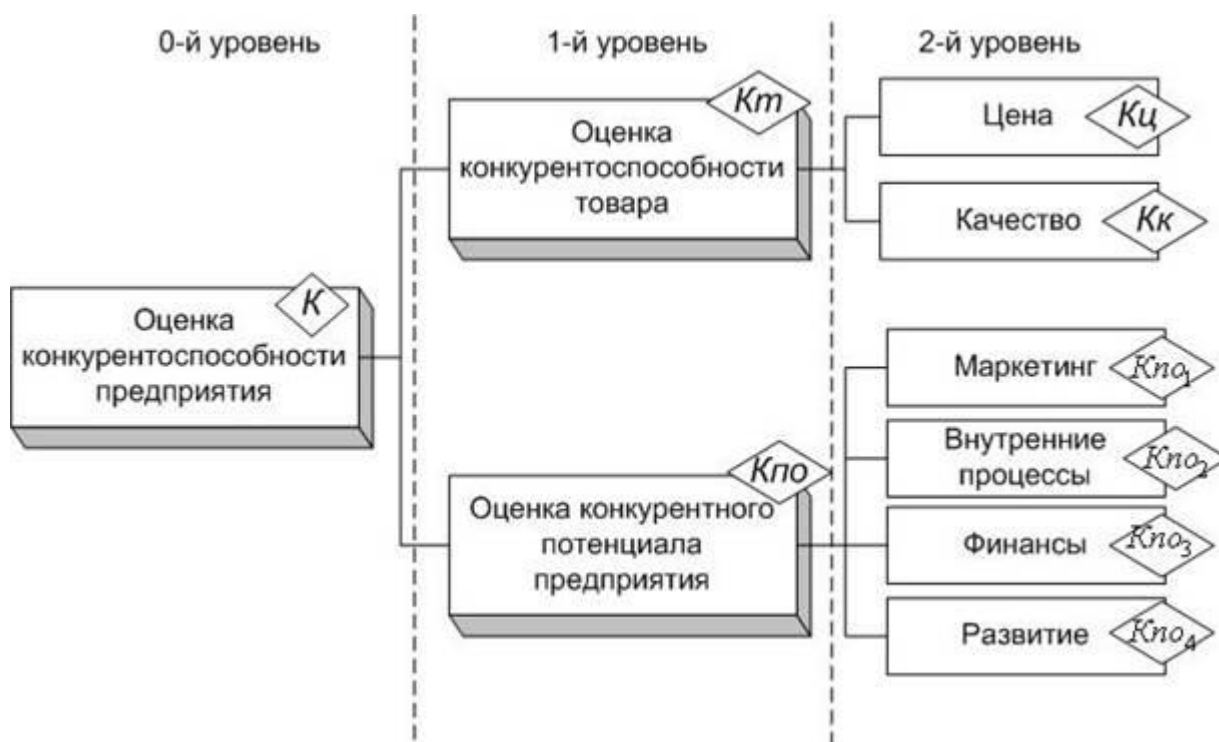 0-й уровень
1-й уровень
2-й уровень
Оценка
конкурентоспособности
предприятия
К
Оценка
конкурентоспособности
товара
Кт
Цена
Кц
Качество
Кк
Оценка конкурентного
потенциала
предприятия
Кпо
Маркетинг
Кпо₁
Внутренние
процессы
Кпо₂
Финансы
Кпо₃
Развитие
Кпо₄